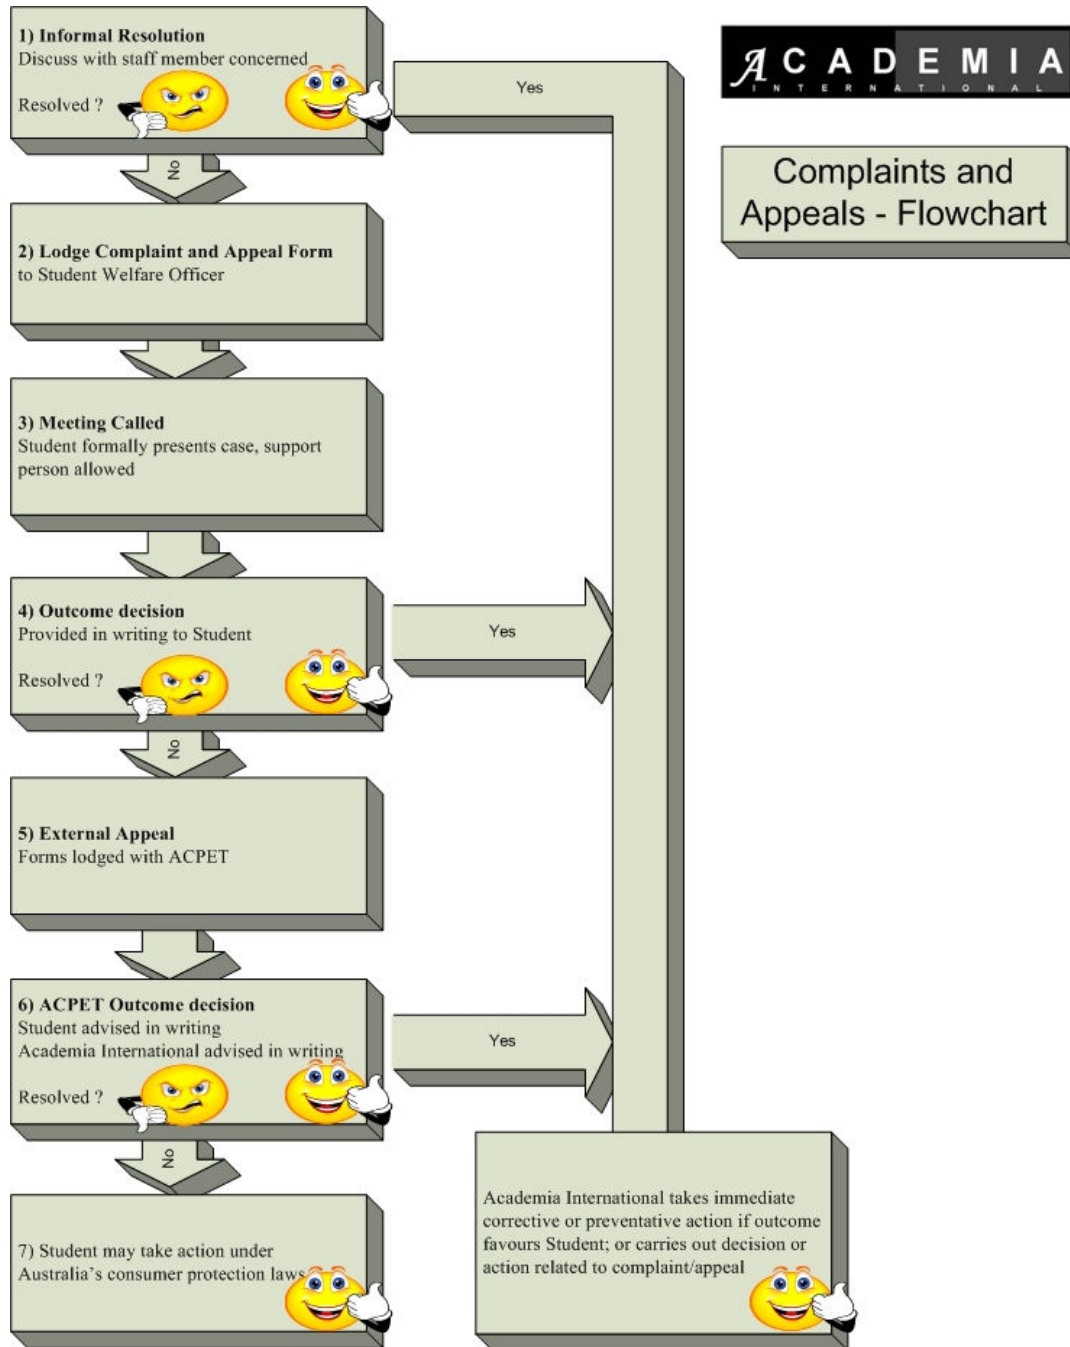 1) Informal Resolution
Discuss with staff member concerned
Resolved ?
Yes
ACADEMIA
INTERNATIONAL
Complaints and
Appeals - Flowchart
No
2) Lodge Complaint and Appeal Form
to Student Welfare Officer
3) Meeting Called
Student formally presents case, support
person allowed
4) Outcome decision
Provided in writing to Student
Resolved ?
Yes
No
5) External Appeal
Forms lodged with ACPET
6) ACPET Outcome decision
Student advised in writing
Academia International advised in writing
Resolved ?
Yes
No
7) Student may take action under
Australia's consumer protection laws
Academia International takes immediate
corrective or preventative action if outcome
favours Student; or carries out decision or
action related to complaint/appeal